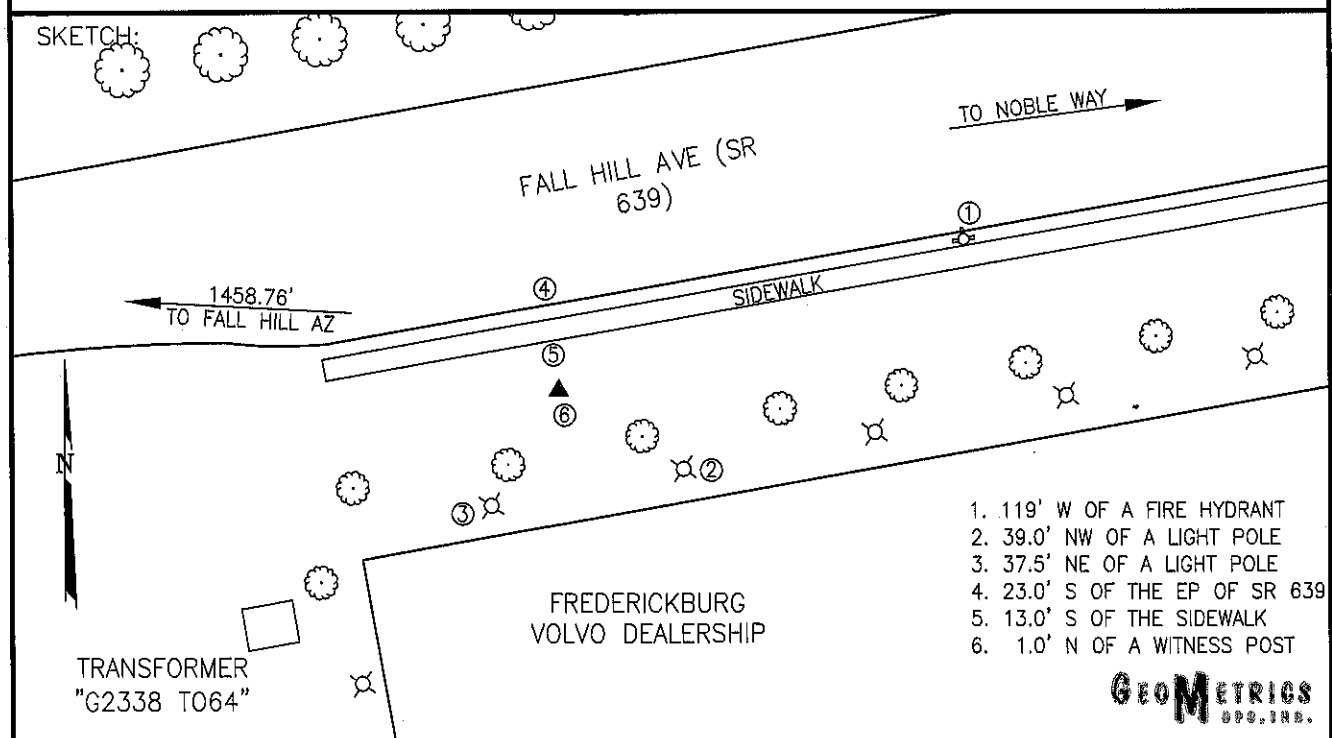 SKETCH:
TO NOBLE WAY
FALL HILL AVE (SR
639)
1
4
SIDEWALK
1458.76'
TO FALL HILL AZ
5
6
N
2
3
1. 119' W OF A FIRE HYDRANT
2. 39.0' NW OF A LIGHT POLE
3. 37.5' NE OF A LIGHT POLE
4. 23.0' S OF THE EP OF SR 639
5. 13.0' S OF THE SIDEWALK
6. 1.0' N OF A WITNESS POST
FREDERICKBURG
VOLVO DEALERSHIP
TRANSFORMER
"G2338 TO64"
GEOMETRICS
GPS, INC.